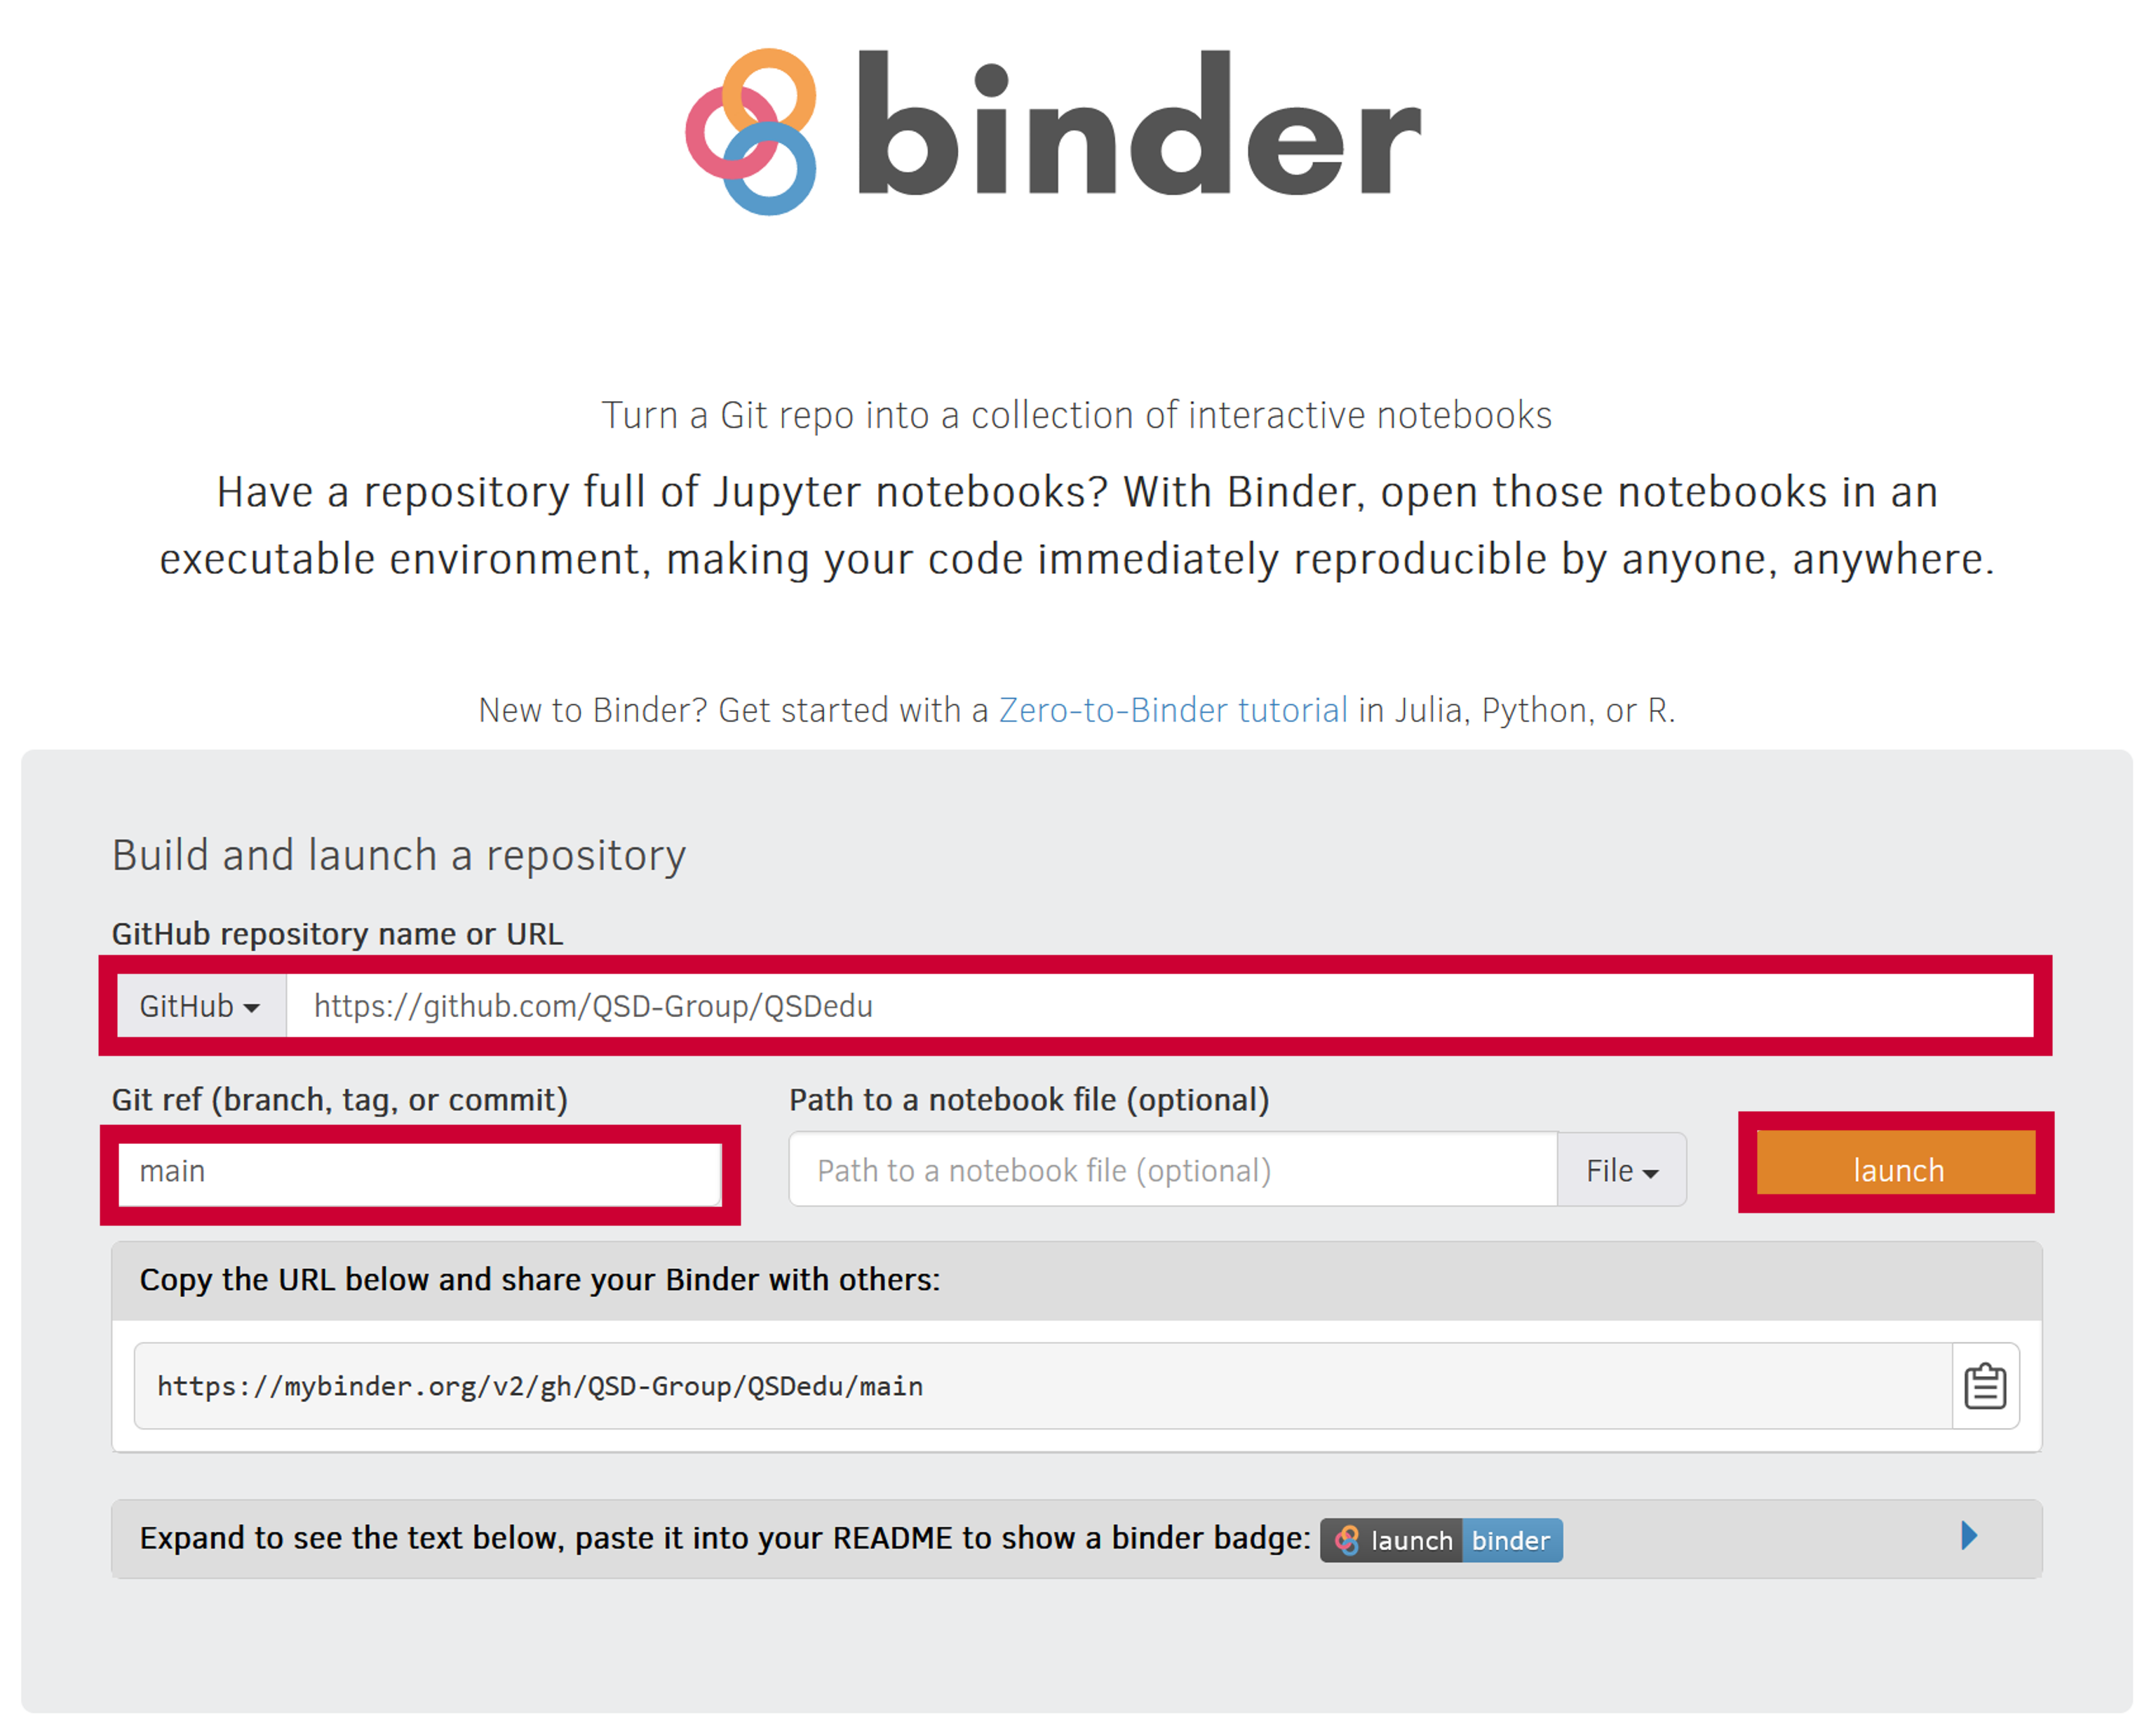 binder
Turn a Git repo into a collection of interactive notebooks
Have a repository full of Jupyter notebooks? With Binder, open those notebooks in an
executable environment, making your code immediately reproducible by anyone, anywhere.
New to Binder? Get started with a Zero-to-Binder tutorial in Julia, Python, or R.
Build and launch a repository
GitHub repository name or URL
GitHub https://github.com/QSD-Group/QSDedu
Git ref (branch, tag, or commit) Path to a notebook file (optional)
main Path to a notebook file (optional) File launch
Copy the URL below and share your Binder with others:
https://mybinder.org/v2/gh/QSD-Group/QSDedu/main
Expand to see the text below, paste it into your README to show a binder badge: launch binder